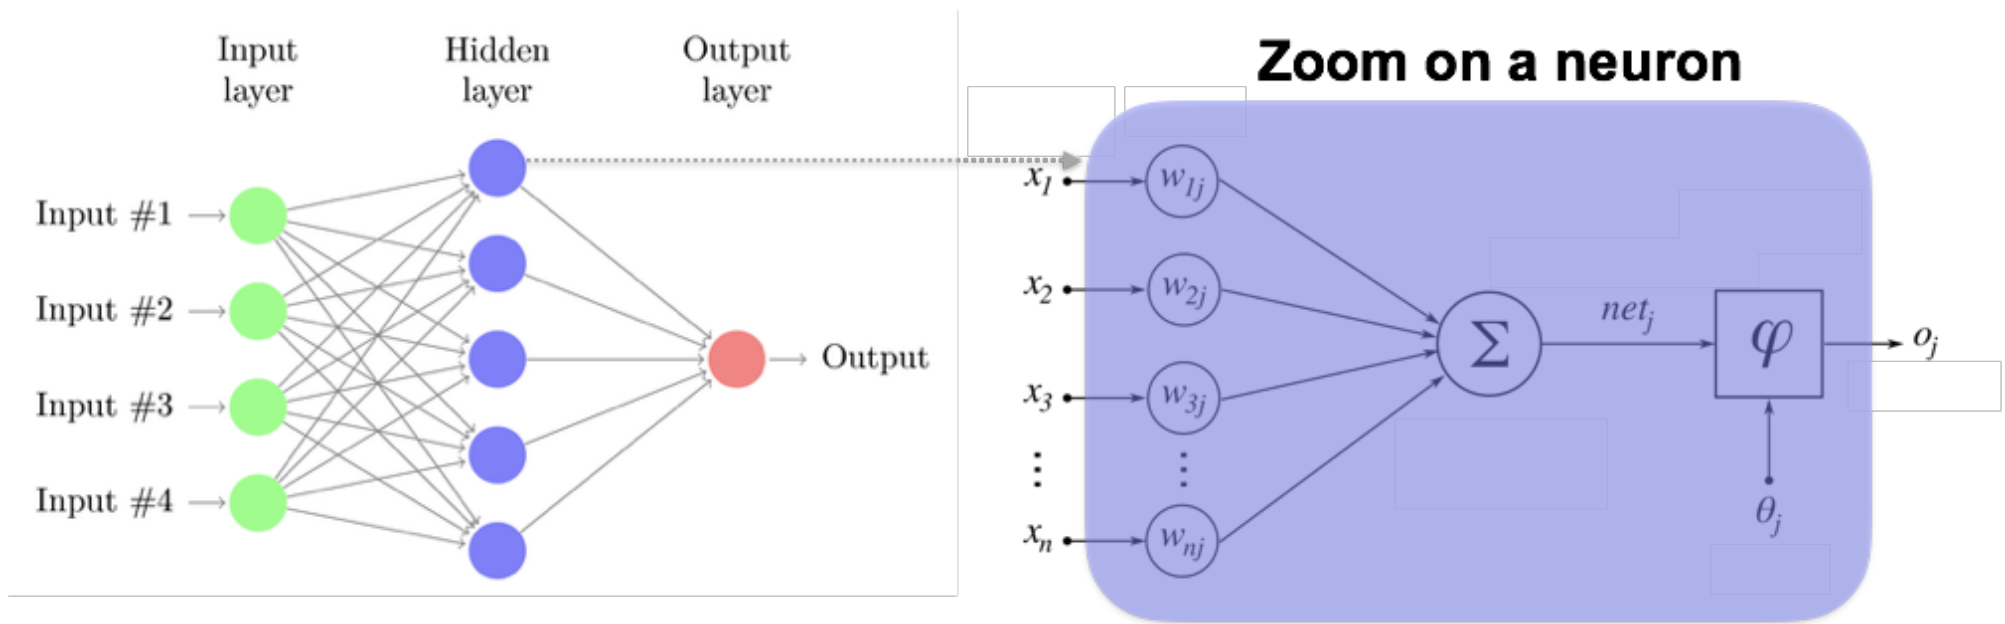 Input
layer
Hidden
layer
Output
layer
Input #1
Input #2
Input #3
Input #4
Output
Zoom on a neuron
x1
w1j
x2
w2j
x3
w3j
⋮
⋮
xn
wnj
Σ
netj
φ
oj
θj